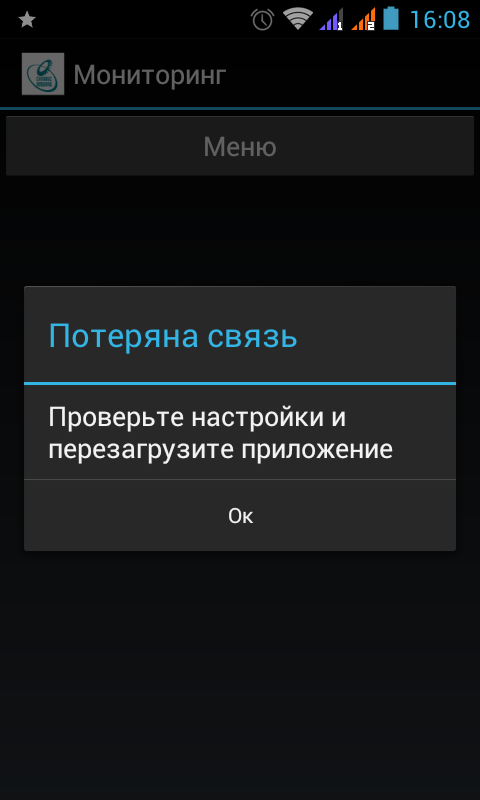 16:08
Мониторинг
Меню
Потеряна связь
Проверьте настройки и
перезагрузите приложение
Ок